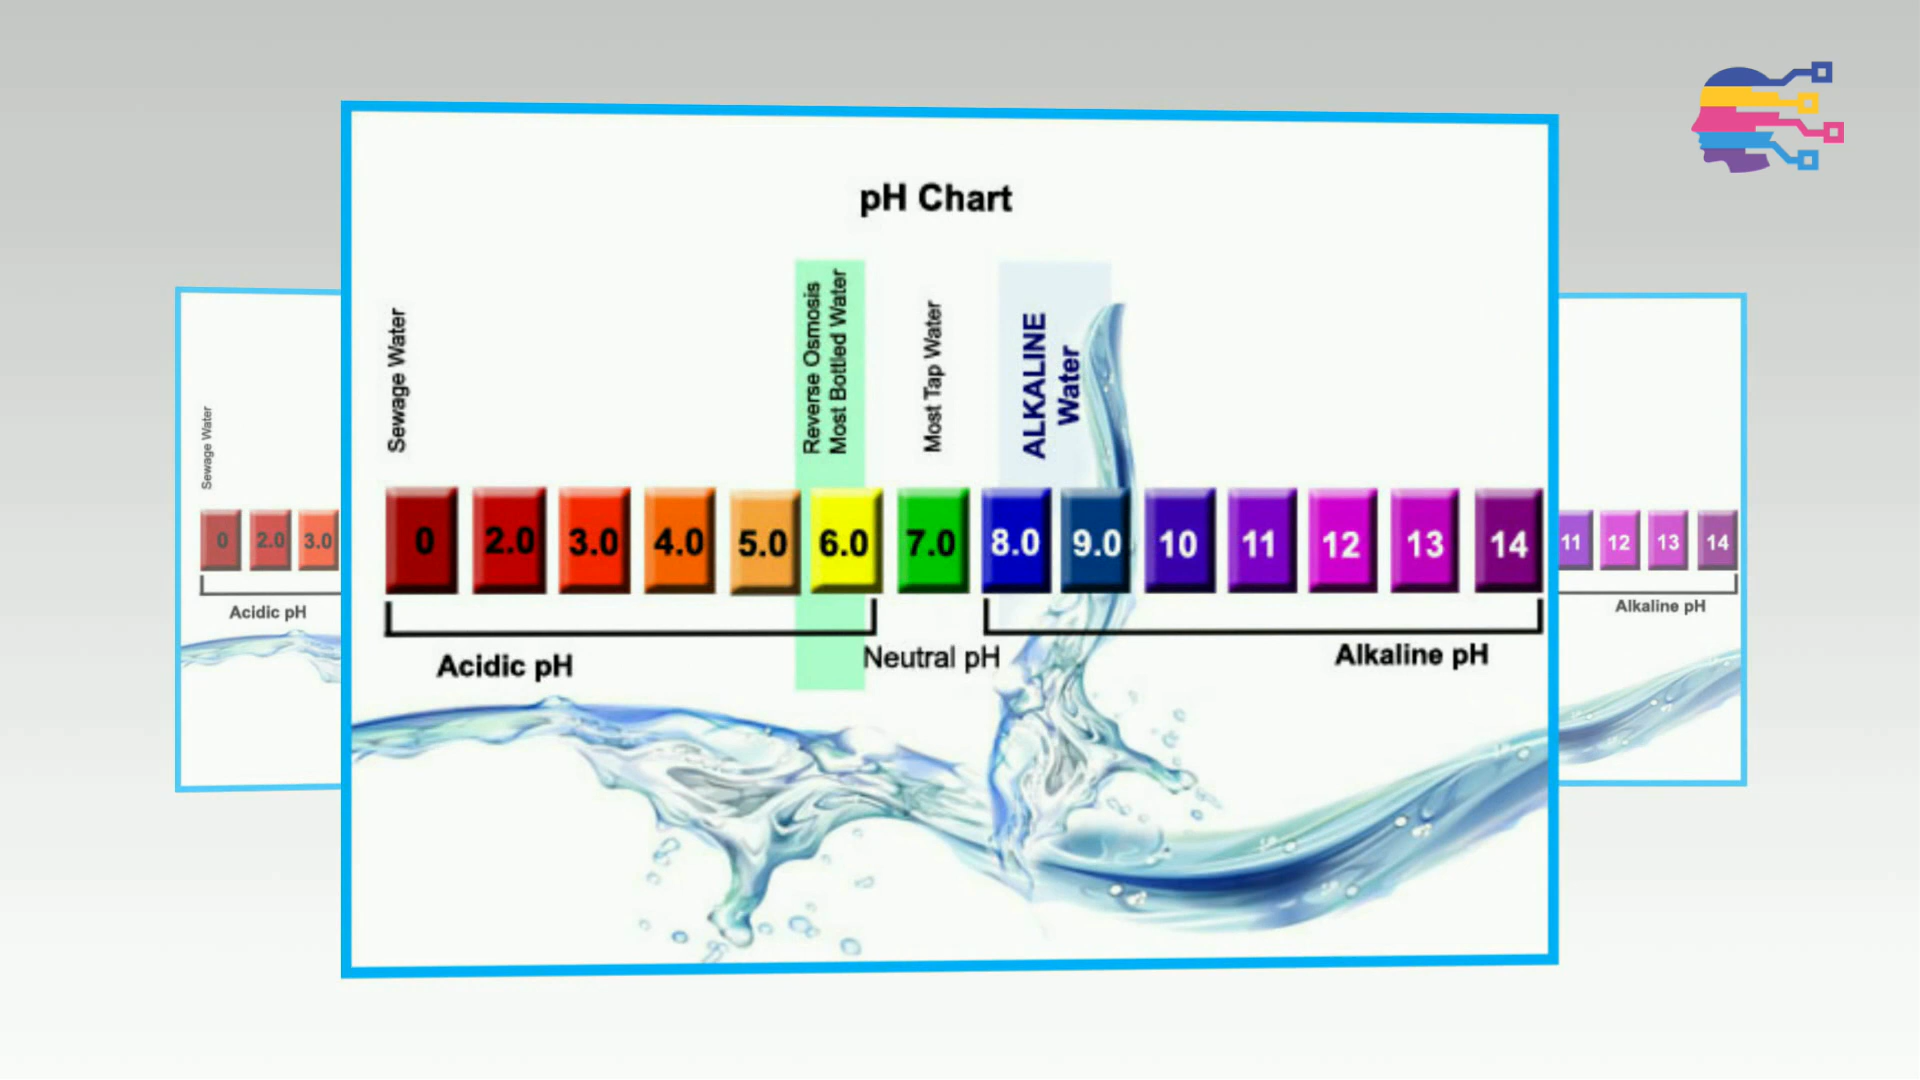 pH Chart
Sewage Water
Reverse Osmosis
Most Bottled Water
Most Tap Water
ALKALINE
Water
0 2.0 3.0 4.0 5.0 6.0 7.0 8.0 9.0 10 11 12 13 14
Acidic pH
Neutral pH
Alkaline pH
Sewage Water
0 2.0 3.0
Acidic pH
11 12 13 14
Alkaline pH